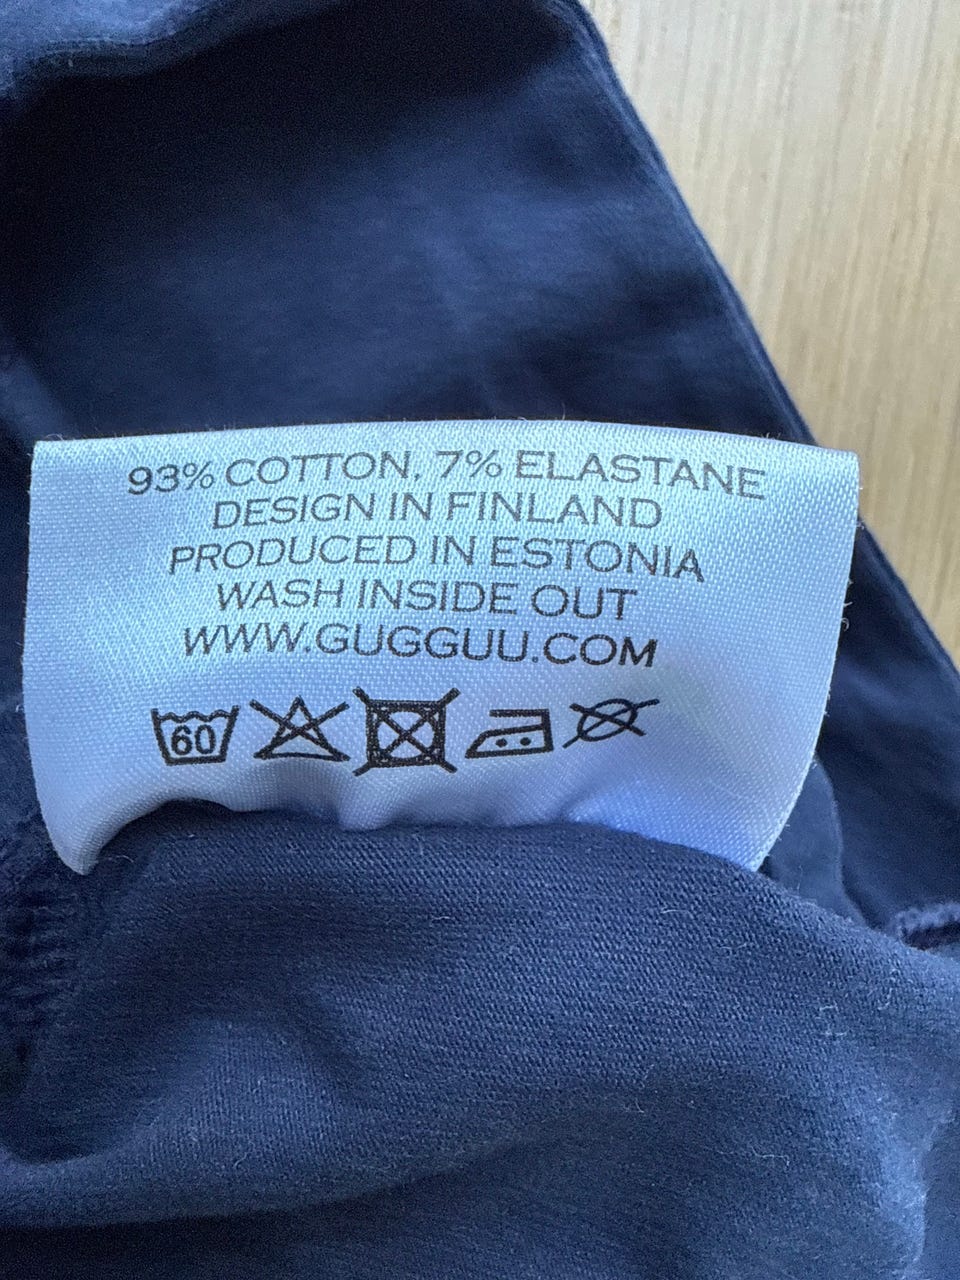 93% COTTON, 7% ELASTANE
DESIGN IN FINLAND
PRODUCED IN ESTONIA
WASH INSIDE OUT
WWW.GUGGUU.COM
60